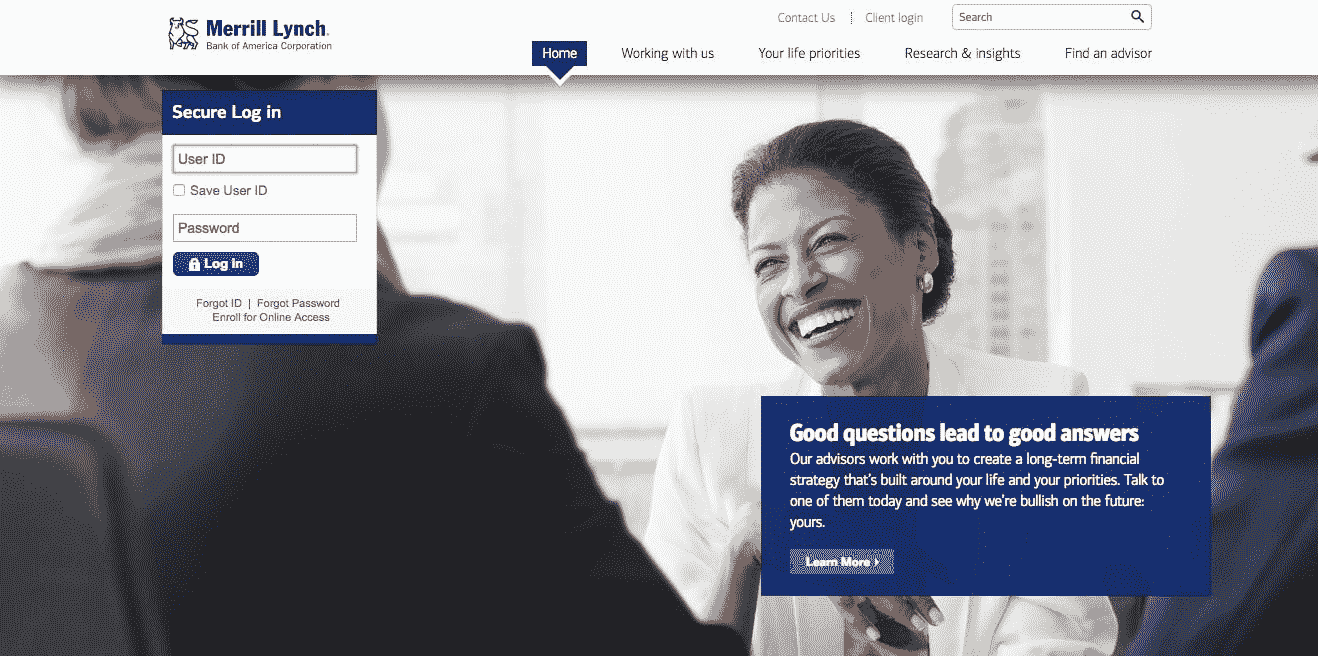 Contact Us
Client login
Search
Merrill Lynch
Bank of America Corporation
Home
Working with us
Your life priorities
Research & insights
Find an advisor
Secure Log in
User ID
Save User ID
Password
Log In
Forgot ID | Forgot Password
Enroll for Online Access
Good questions lead to good answers
Our advisors work with you to create a long-term financial
strategy that's built around your life and your priorities. Talk to
one of them today and see why we're bullish on the future:
yours.
Learn More